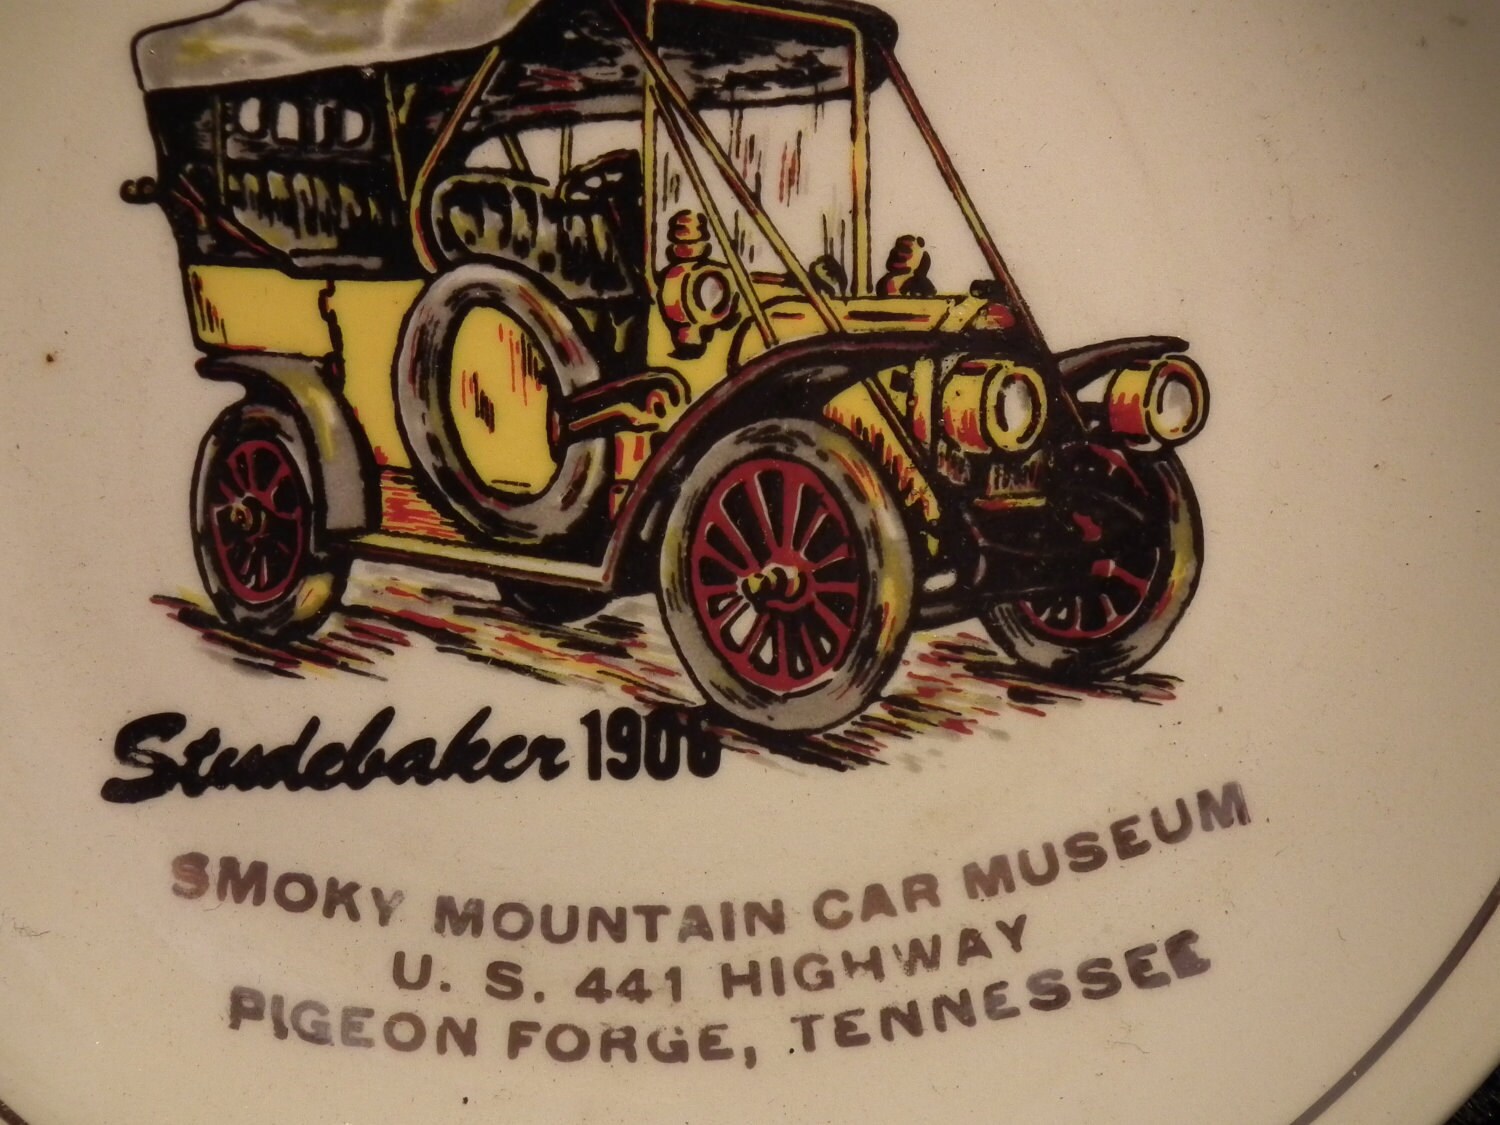 Studebaker 1906
SMOKY MOUNTAIN CAR MUSEUM
U. S. 441 HIGHWAY
PIGEON FORGE, TENNESSEE